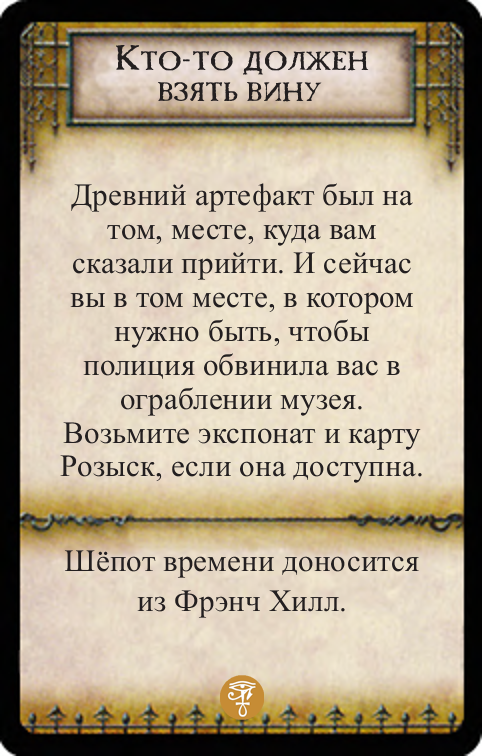 Кто-то должен
взять вину
Древний артефакт был на
том, месте, куда вам
сказали прийти. И сейчас
вы в том месте, в котором
нужно быть, чтобы
полиция обвинила вас в
ограблении музея.
Возьмите экспонат и карту
Розыск, если она доступна.
Шёпот времени доносится
из Фрэнч Хилл.